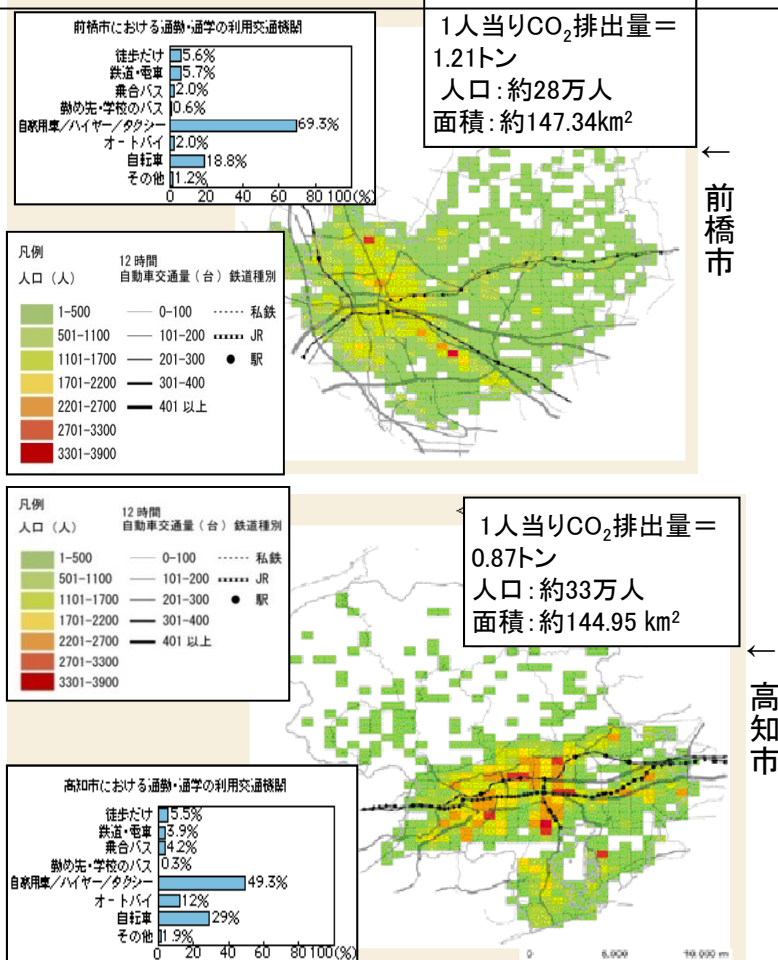 前橋市における通勤・通学の利用交通機関
徒歩だけ 5.6%
鉄道・電車 5.7%
乗合バス 2.0%
勤め先・学校のバス 0.6%
自家用車/ハイヤー/タクシー 69.3%
オートバイ 2.0%
自転車 18.8%
その他 1.2%
0 20 40 60 80 100(%)
1人当りCO₂排出量＝
1.21トン
人口：約28万人
面積：約147.34km²
←
前橋市
凡例
人口（人）
12時間
自動車交通量（台）
鉄道種別
1-500 0-100 私鉄
501-1100 101-200 JR
1101-1700 201-300 駅
1701-2200 301-400
2201-2700 401 以上
2701-3300
3301-3900
凡例
人口（人）
12時間
自動車交通量（台）
鉄道種別
1-500 0-100 私鉄
501-1100 101-200 JR
1101-1700 201-300 駅
1701-2200 301-400
2201-2700 401 以上
2701-3300
3301-3900
1人当りCO₂排出量＝
0.87トン
人口：約33万人
面積：約144.95 km²
←
高知市
高知市における通勤・通学の利用交通機関
徒歩だけ 5.5%
鉄道・電車 3.9%
乗合バス 4.2%
勤め先・学校のバス 0.3%
自家用車/ハイヤー/タクシー 49.3%
オートバイ 12%
自転車 29%
その他 1.9%
0 20 40 60 80 100(%)
0 5,000 10,000 m